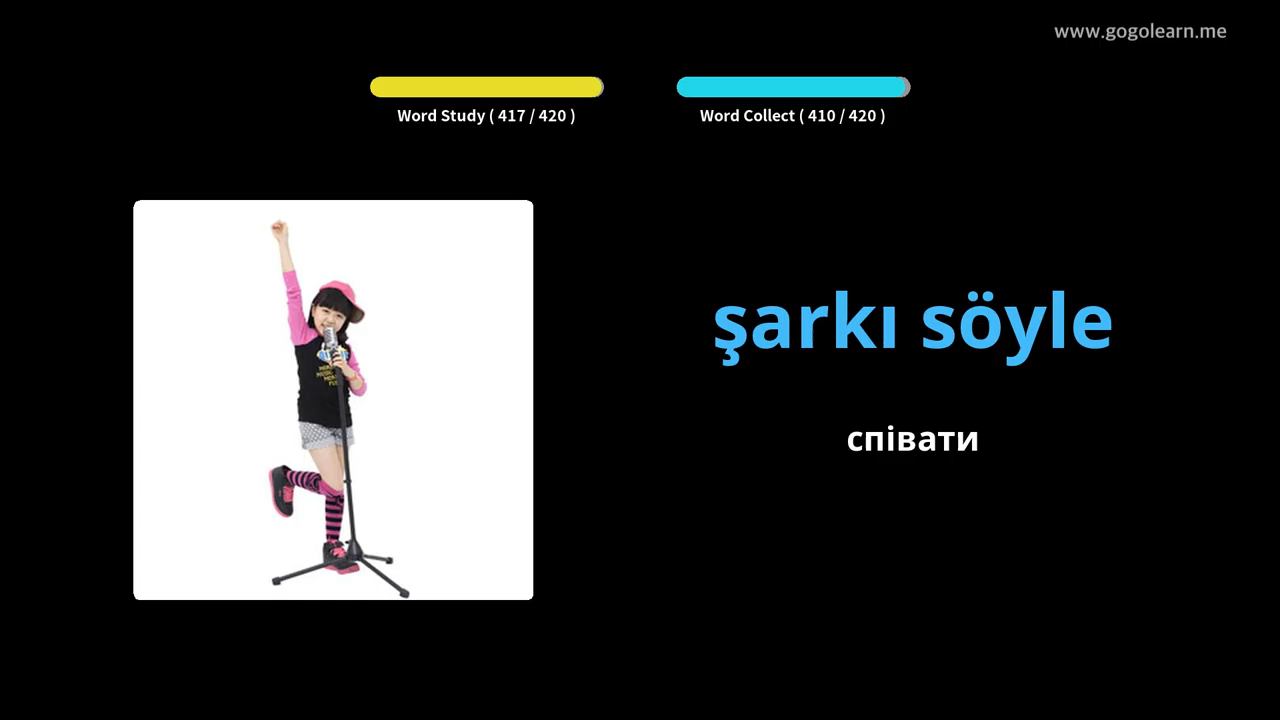 www.gogolearn.me
Word Study ( 417 / 420 )
Word Collect ( 410 / 420 )
şarkı söyle
співати